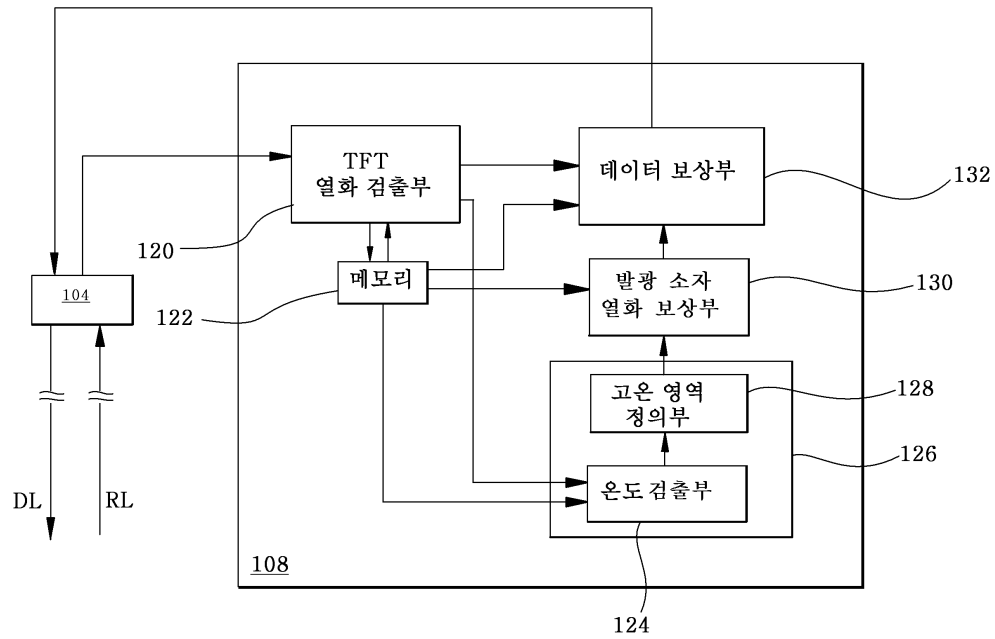 TFT
열화 검출부
데이터 보상부
132
120
메모리
발광 소자
열화 보상부
130
104
122
고온 영역
정의부
128
126
온도 검출부
DL
RL
108
124